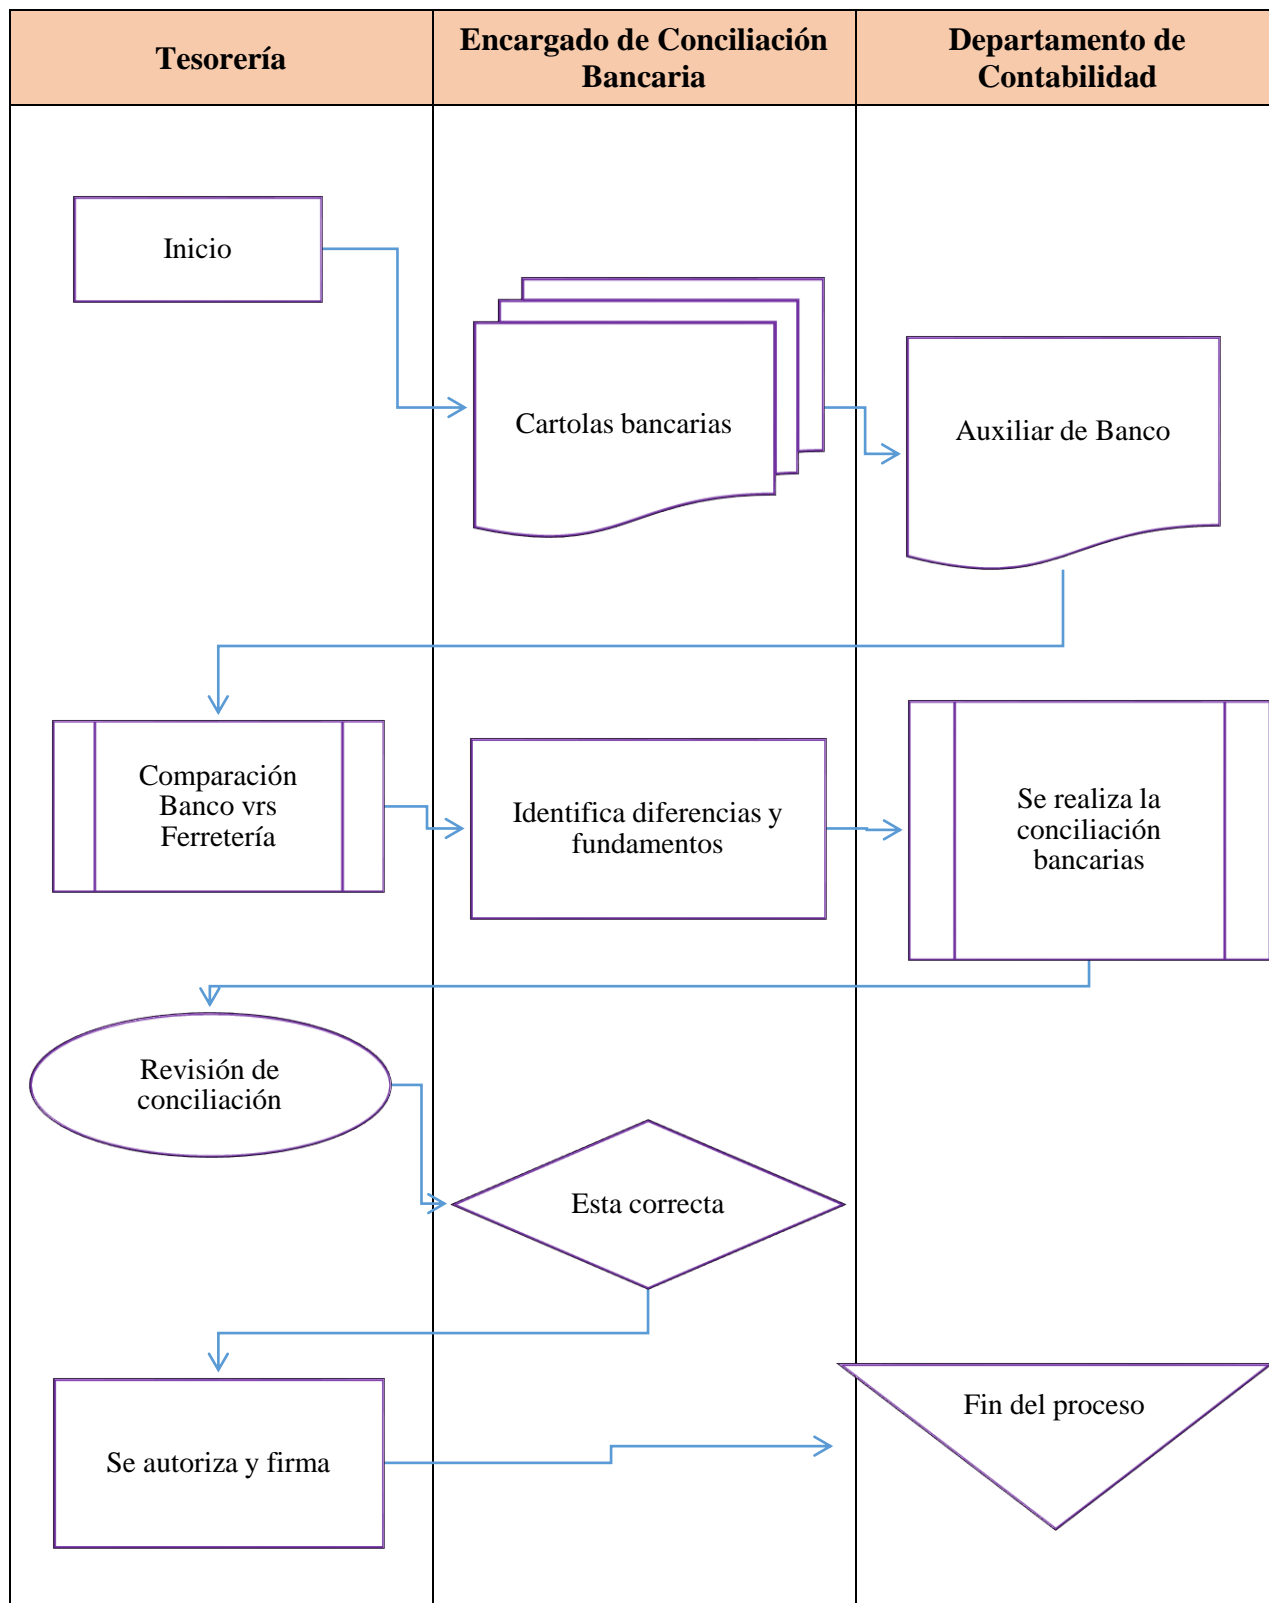 Tesorería
Encargado de Conciliación
Bancaria
Departamento de
Contabilidad
Inicio
Cartolas bancarias
Auxiliar de Banco
Comparación
Banco vrs
Ferretería
Identifica diferencias y
fundamentos
Se realiza la
conciliación
bancarias
Revisión de
conciliación
Esta correcta
Se autoriza y firma
Fin del proceso